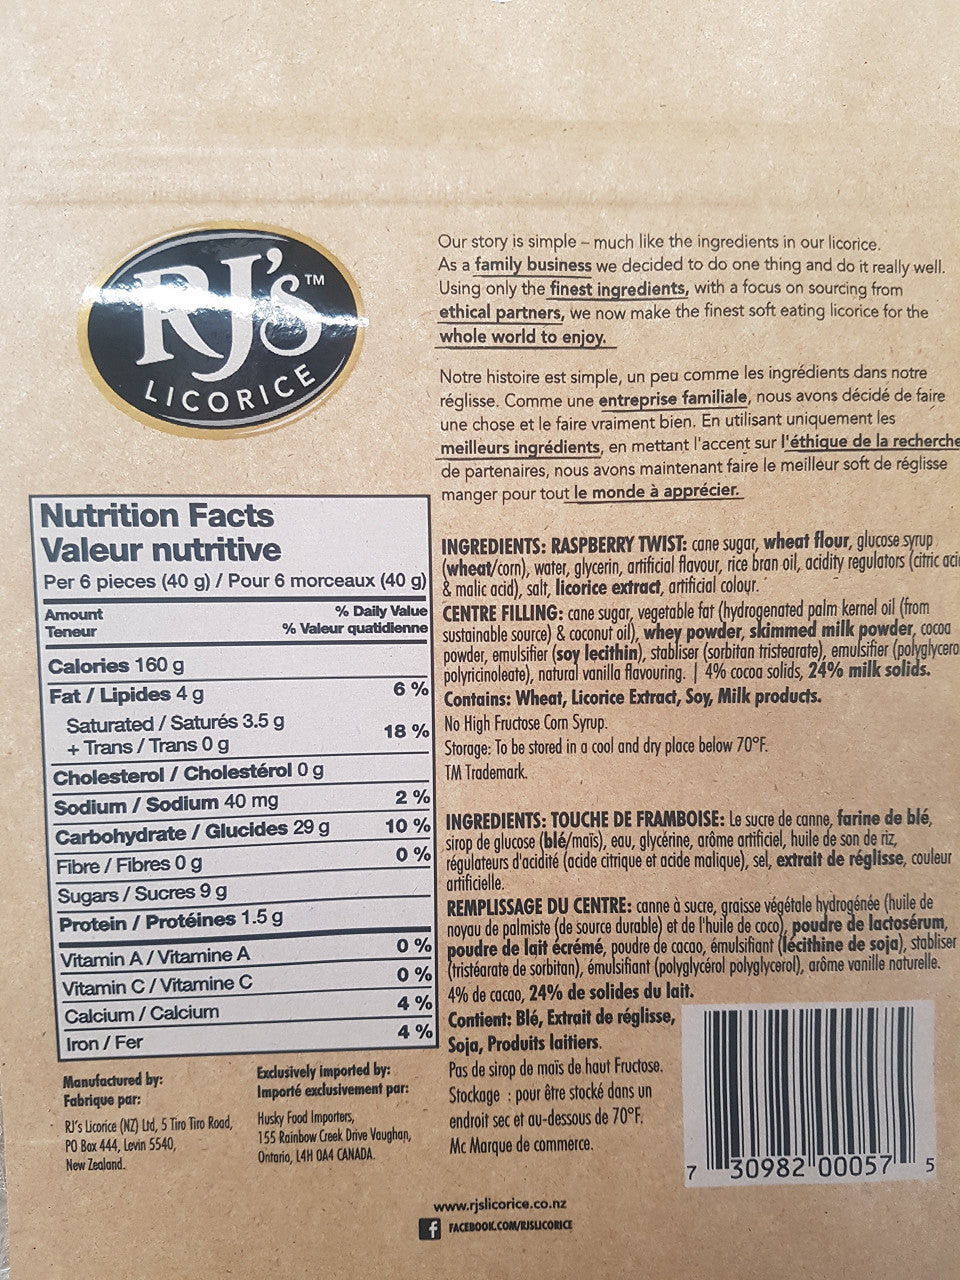 RJ's™
LICORICE
Our story is simple – much like the ingredients in our licorice.
As a family business we decided to do one thing and do it really well.
Using only the finest ingredients, with a focus on sourcing from
ethical partners, we now make the finest soft eating licorice for the
whole world to enjoy.
Notre histoire est simple, un peu comme les ingrédients dans notre
réglisse. Comme une entreprise familiale, nous avons décidé de faire
une chose et le faire vraiment bien. En utilisant uniquement les
meilleurs ingrédients, en mettant l'accent sur l'éthique de la recherche
de partenaires, nous avons maintenant faire le meilleur soft de réglisse
manger pour tout le monde à apprécier.
Nutrition Facts
Valeur nutritive
Per 6 pieces (40 g) / Pour 6 morceaux (40 g)
Amount % Daily Value
Teneur % Valeur quatidienne
Calories 160 g
Fat / Lipides 4 g 6 %
Saturated / Saturés 3.5 g
+ Trans / Trans 0 g 18 %
Cholesterol / Cholestérol 0 g
Sodium / Sodium 40 mg 2 %
Carbohydrate / Glucides 29 g 10 %
Fibre / Fibres 0 g 0 %
Sugars / Sucres 9 g
Protein / Protéines 1.5 g
Vitamin A / Vitamine A 0 %
Vitamin C / Vitamine C 0 %
Calcium / Calcium 4 %
Iron / Fer 4 %
INGREDIENTS: RASPBERRY TWIST: cane sugar, wheat flour, glucose syrup
(wheat/corn), water, glycerin, artificial flavour, rice bran oil, acidity regulators (citric aci
& malic acid), salt, licorice extract, artificial colour.
CENTRE FILLING: cane sugar, vegetable fat (hydrogenated palm kernel oil (from
sustainable source) & coconut oil), whey powder, skimmed milk powder, cocoa
powder, emulsifier (soy lecithin), stabliser (sorbitan tristearate), emulsifier (polyglycero
polyricinoleate), natural vanilla flavouring. | 4% cocoa solids, 24% milk solids.
Contains: Wheat, Licorice Extract, Soy, Milk products.
No High Fructose Corn Syrup.
Storage: To be stored in a cool and dry place below 70°F.
TM Trademark.
INGREDIENTS: TOUCHE DE FRAMBOISE: Le sucre de canne, farine de blé,
sirop de glucose (blé/maïs), eau, glycérine, arôme artificiel, huile de son de riz,
régulateurs d'acidité (acide citrique et acide malique), sel, extrait de réglisse, couleur
artificielle.
REMPLISSAGE DU CENTRE: canne à sucre, graisse végétale hydrogénée (huile de
noyau de palmiste (de source durable) et de l'huile de coco), poudre de lactosérum,
poudre de lait écrémé, poudre de cacao, émulsifiant (lécithine de soja), stabliser
(tristéarate de sorbitan), émulsifiant (polyglycérol polyglycerol), arôme vanille naturelle.
4% de cacao, 24% de solides du lait.
Contient: Blé, Extrait de réglisse,
Soja, Produits laitiers.
Pas de sirop de maïs de haut Fructose.
Stockage : pour être stocké dans un
endroit sec et au-dessous de 70°F.
Mc Marque de commerce.
Manufactured by:
Fabrique par:
RJ's Licorice (NZ) Ltd, 5 Tiro Tiro Road,
PO Box 444, Levin 5540,
New Zealand.
Exclusively imported by:
Importé exclusivement par:
Husky Food Importers,
155 Rainbow Creek Drive Vaughan,
Ontario, L4H 0A4 CANADA.
7 30982 00057 5
www.rjslicorice.co.nz
f FACEBOOK.COM/RJSLICORICE